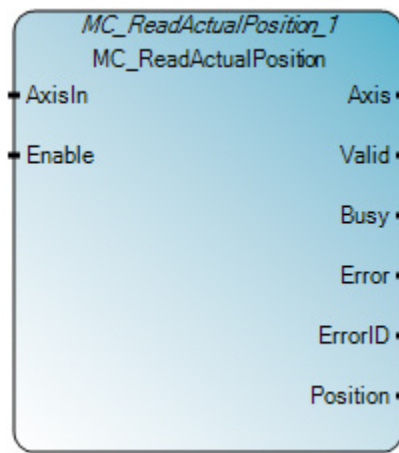 MC_ReadActualPosition_1
MC_ReadActualPosition
AxisIn Axis
Enable Valid
Busy
Error
ErrorID
Position